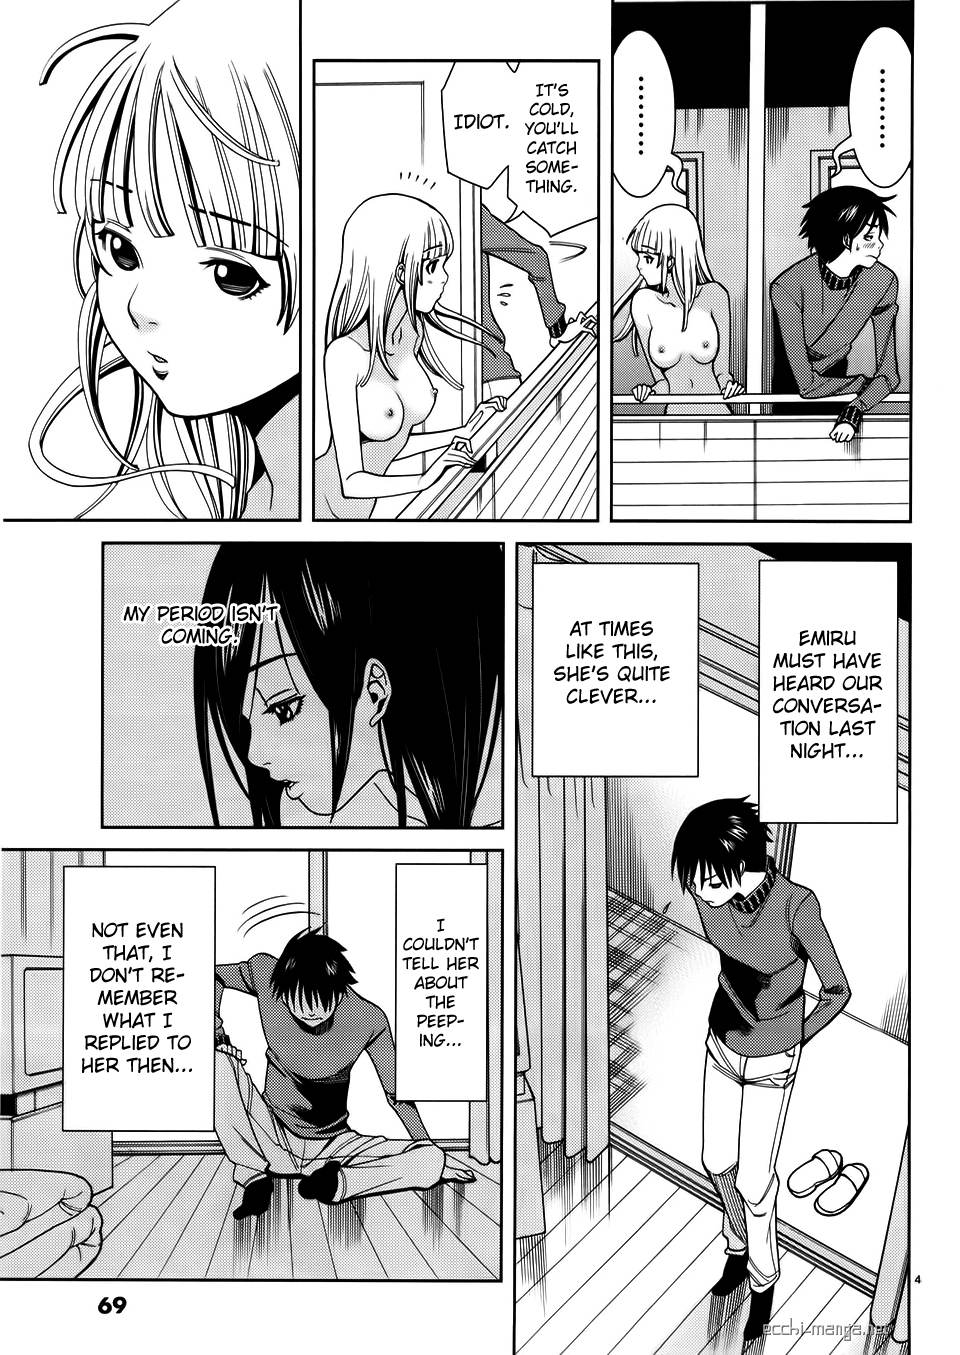 ........
........
IT'S
COLD,
YOU'LL
CATCH
SOME-
THING.
IDIOT.
EMIRU
MUST HAVE
HEARD OUR
CONVERSA-
TION LAST
NIGHT...
AT TIMES
LIKE THIS,
SHE'S QUITE
CLEVER...
MY PERIOD ISN'T
COMING!
I
COULDN'T
TELL HER
ABOUT
THE
PEEP-
ING...
NOT EVEN
THAT, I
DON'T RE-
MEMBER
WHAT I
REPLIED TO
HER THEN...
4
69
ecchi-manga.net